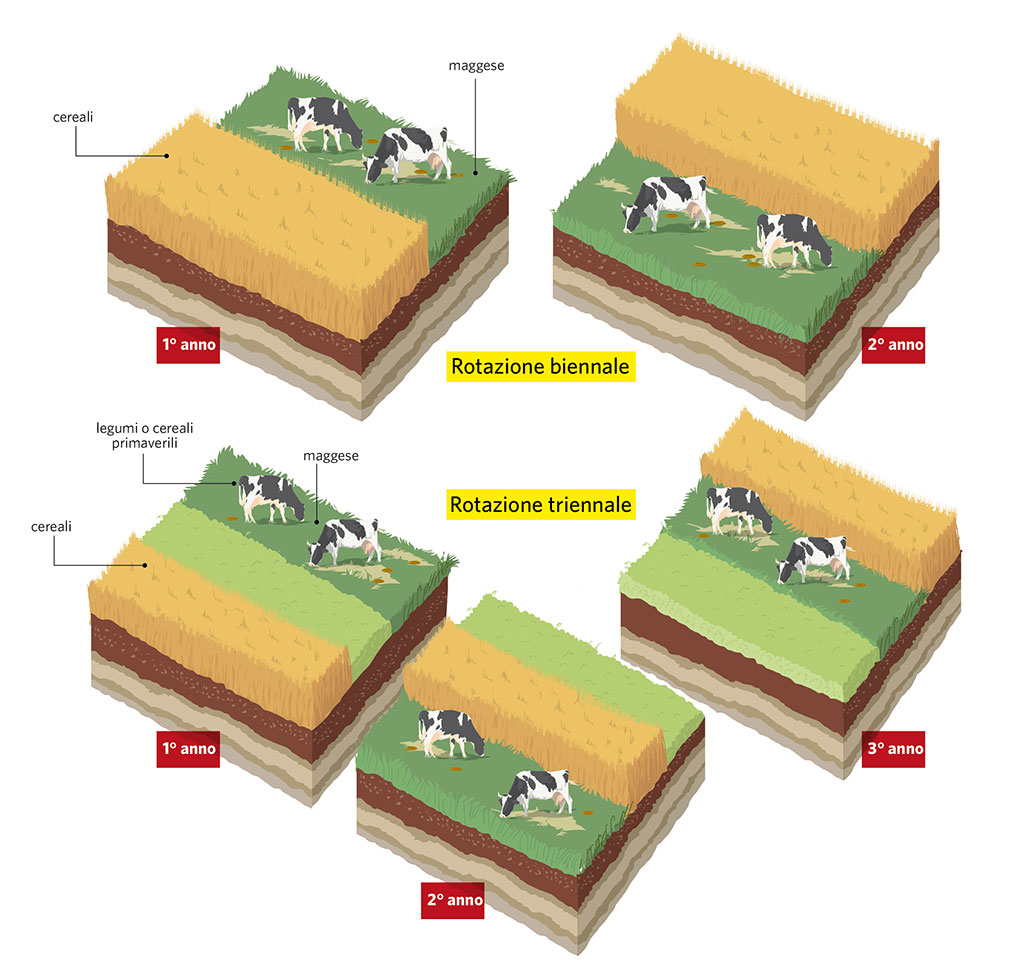 maggese
cereali
1° anno
2° anno
Rotazione biennale
legumi o cereali
primaverili
maggese
Rotazione triennale
cereali
1° anno
3° anno
2° anno